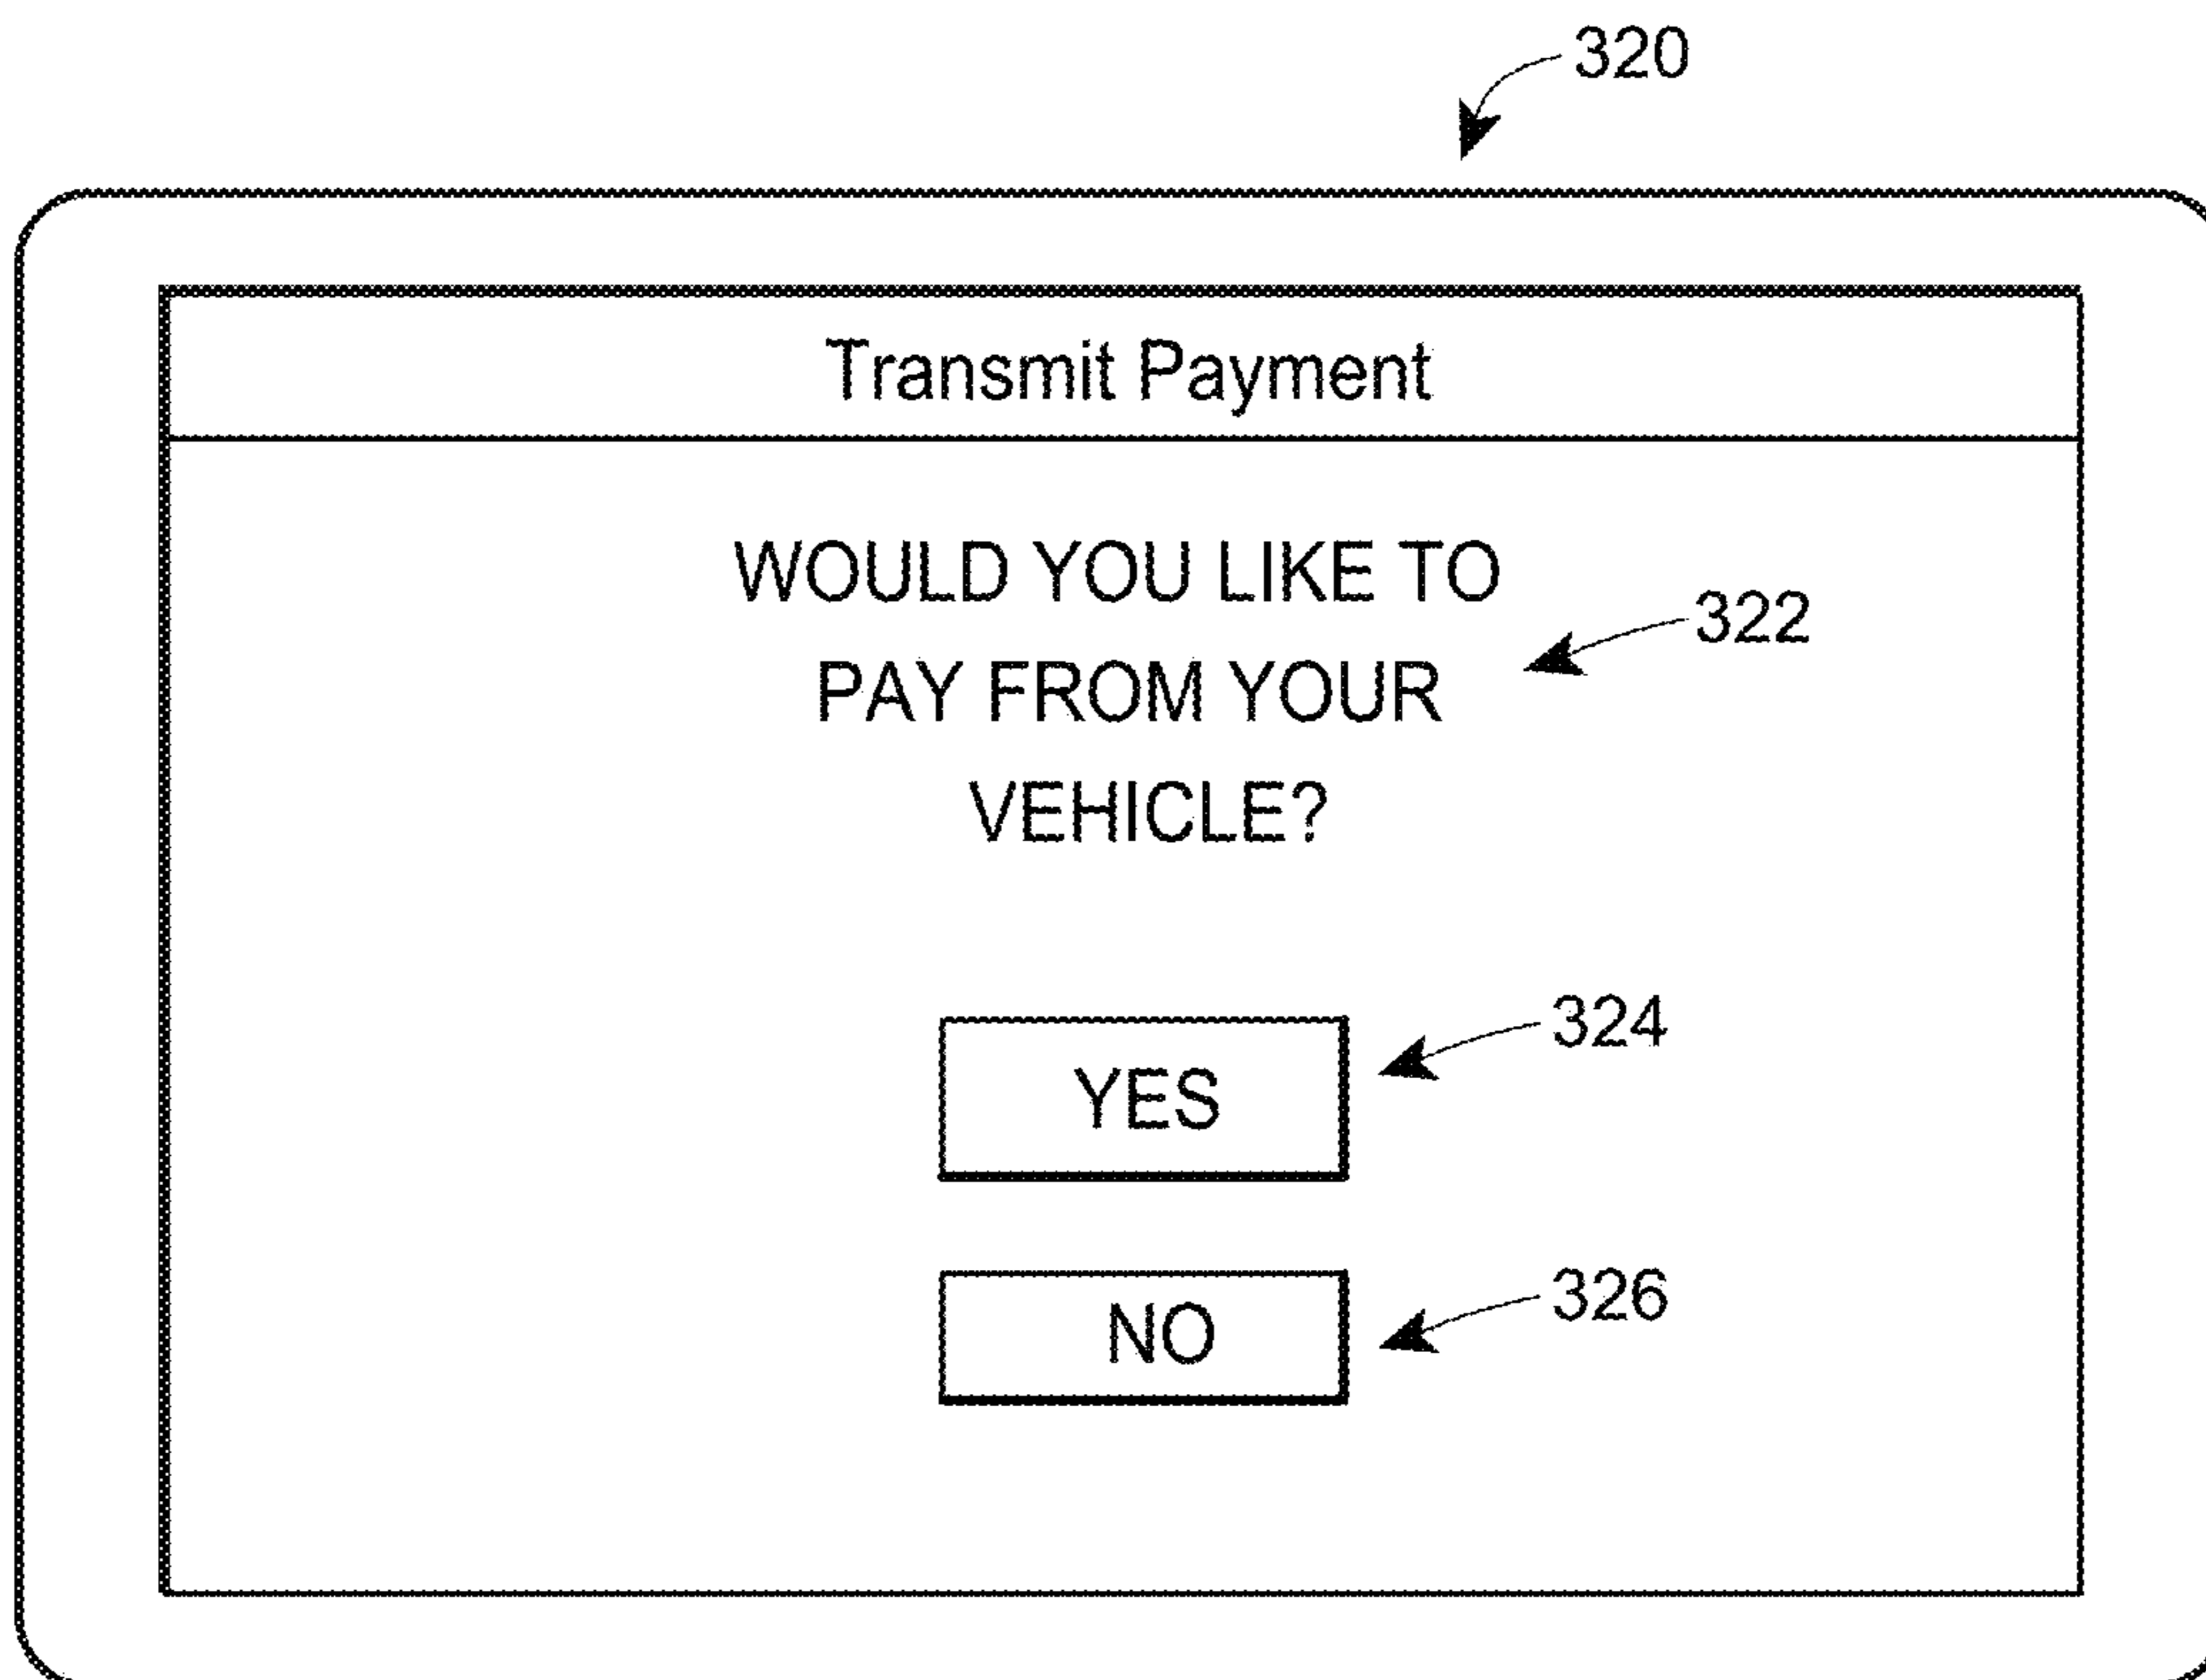 320
Transmit Payment
WOULD YOU LIKE TO
322
PAY FROM YOUR
VEHICLE?
324
YES
326
NO